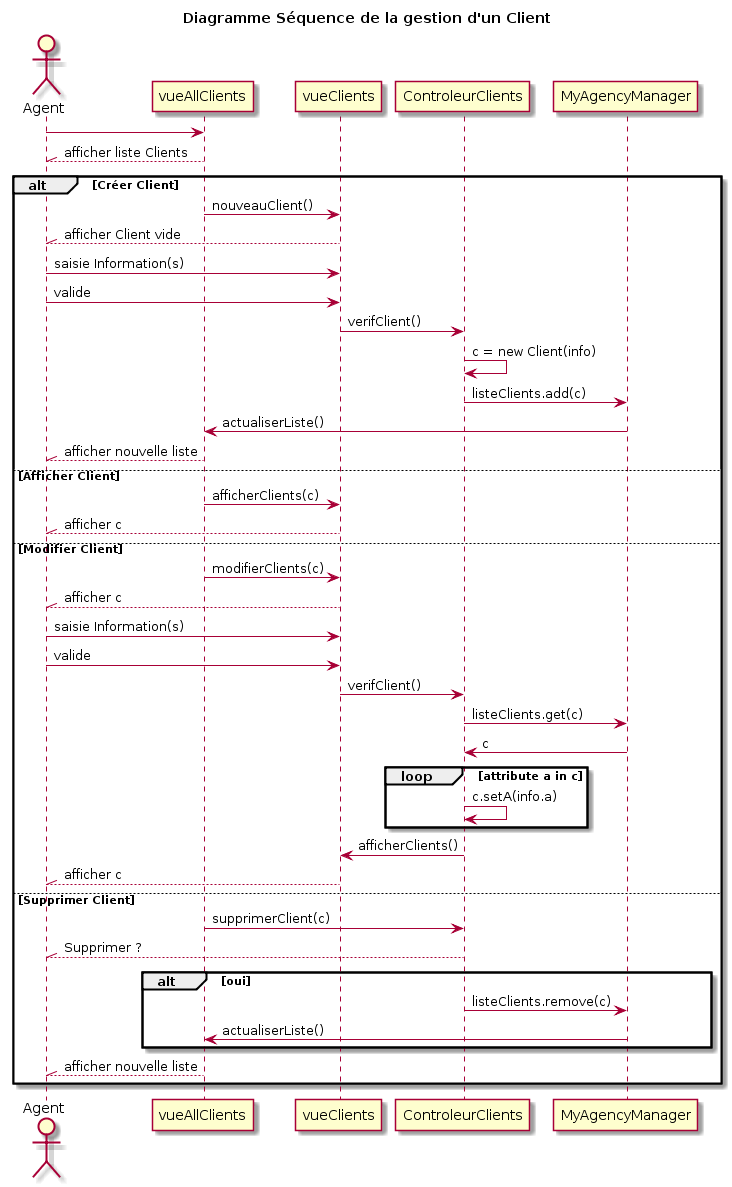 Diagramme Séquence de la gestion d'un Client
Agent
vueAllClients
vueClients
ControleurClients
MyAgencyManager
afficher liste Clients
alt
[Créer Client]
nouveauClient()
afficher Client vide
saisie Information(s)
valide
verifClient()
c = new Client(info)
listeClients.add(c)
actualiserListe()
afficher nouvelle liste
[Afficher Client]
afficherClients(c)
afficher c
[Modifier Client]
modifierClients(c)
afficher c
saisie Information(s)
valide
verifClient()
listeClients.get(c)
c
loop
[attribute a in c]
c.setA(info.a)
afficherClients()
afficher c
[Supprimer Client]
supprimerClient(c)
Supprimer ?
alt
[oui]
listeClients.remove(c)
actualiserListe()
afficher nouvelle liste
Agent
vueAllClients
vueClients
ControleurClients
MyAgencyManager